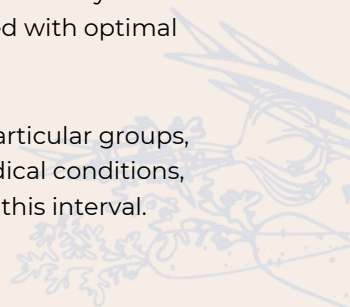 d with optimal
articular groups,
dical conditions,
this interval.